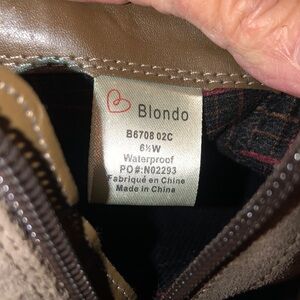 Blondo
B6708 02C
6½W
Waterproof
PO#:N02293
Fabriqué en Chine
Made in China